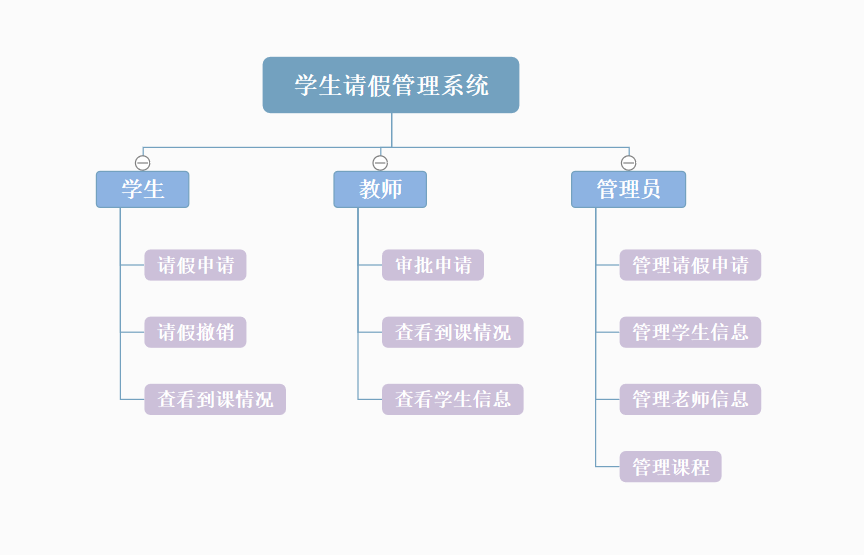 学生请假管理系统
学生
教师
管理员
请假申请
审批申请
管理请假申请
请假撤销
查看到课情况
管理学生信息
查看到课情况
查看学生信息
管理老师信息
管理课程